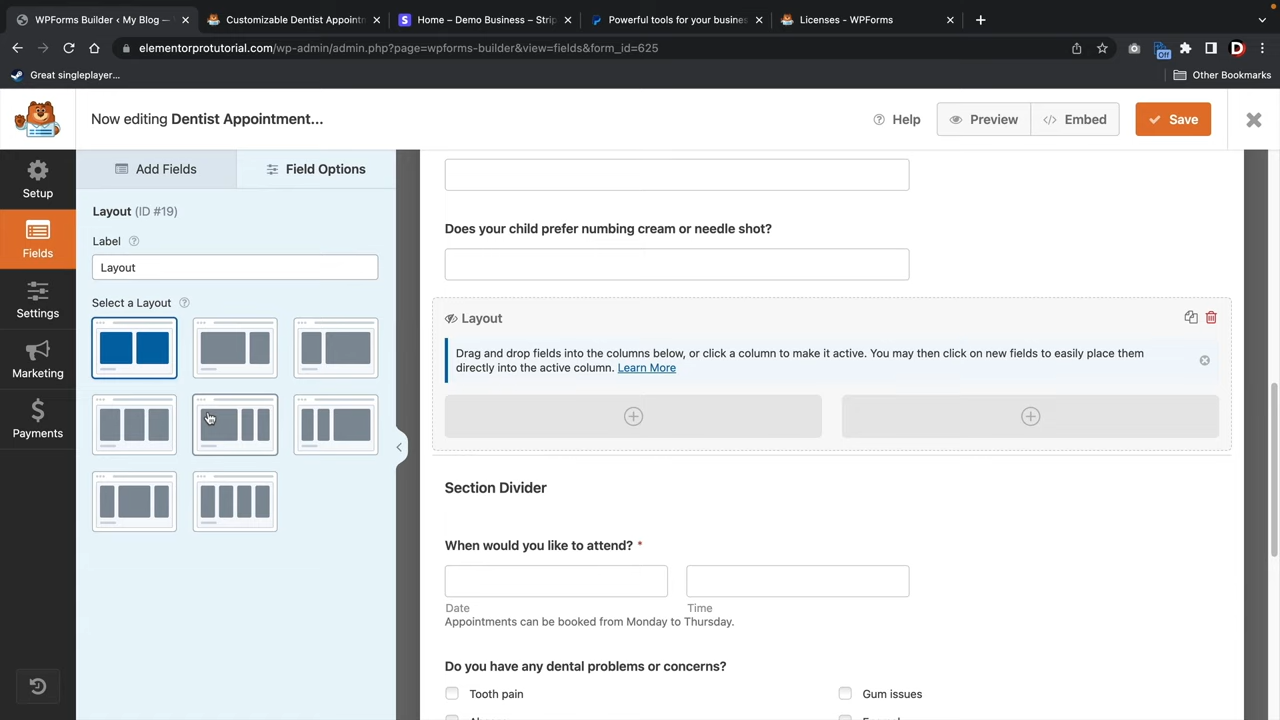 WPForms Builder ‹ My Blog —
Customizable Dentist Appointn
Home – Demo Business – Strip
Powerful tools for your busine:
Licenses - WPForms
elementorprotutorial.com/wp-admin/admin.php?page=wpforms-builder&view=fields&form_id=625
Off
D
Great singleplayer...
Other Bookmarks
Now editing Dentist Appointment...
Help
Preview
Embed
Save
Setup
Fields
Settings
Marketing
Payments
Add Fields
Field Options
Layout (ID #19)
Label
Layout
Select a Layout
Does your child prefer numbing cream or needle shot?
Layout
Drag and drop fields into the columns below, or click a column to make it active. You may then click on new fields to easily place them
directly into the active column. Learn More
Section Divider
When would you like to attend? *
Date
Time
Appointments can be booked from Monday to Thursday.
Do you have any dental problems or concerns?
Tooth pain
Gum issues